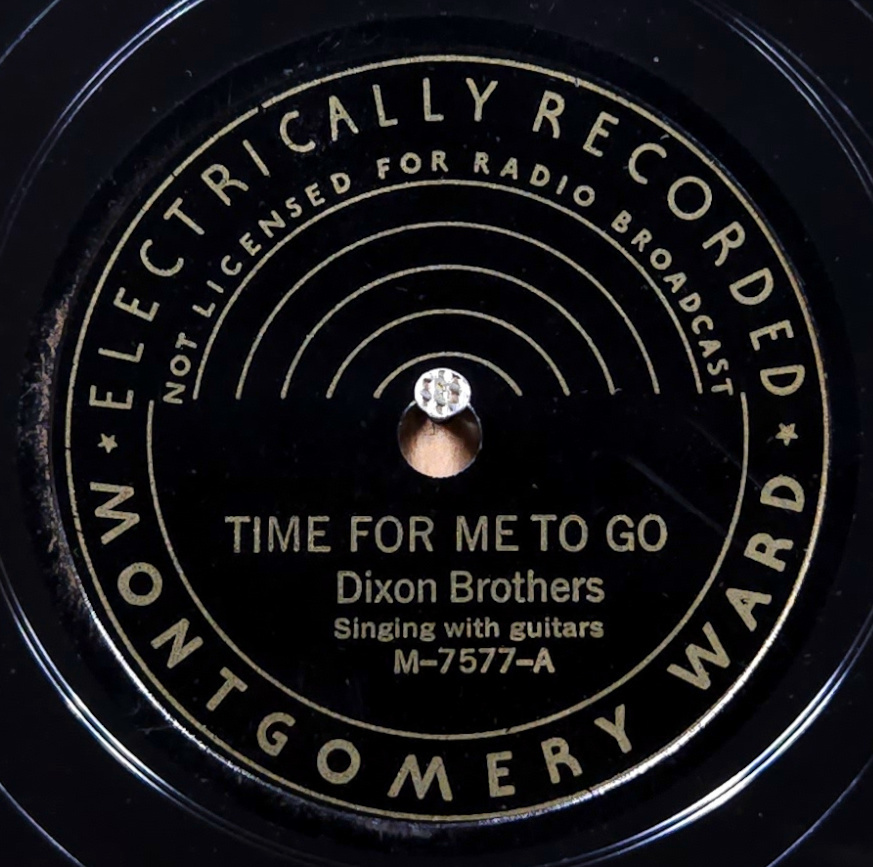 ELECTRICALLY RECORDED
NOT LICENSED FOR RADIO BROADCAST
TIME FOR ME TO GO
Dixon Brothers
Singing with guitars
M-7577-A
★ MONTGOMERY WARD ★